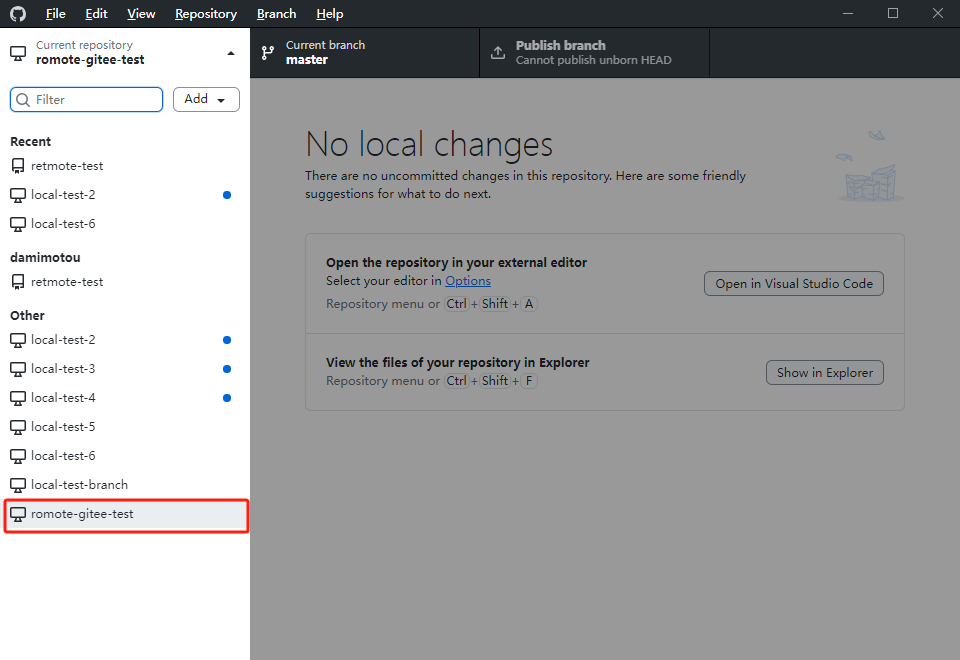 File Edit View Repository Branch Help
Current repository
romote-gitee-test
Current branch
master
Publish branch
Cannot publish unborn HEAD
Filter
Add
Recent
retmote-test
local-test-2
local-test-6
damimotou
retmote-test
Other
local-test-2
local-test-3
local-test-4
local-test-5
local-test-6
local-test-branch
romote-gitee-test
No local changes
There are no uncommitted changes in this repository. Here are some friendly
suggestions for what to do next.
Open the repository in your external editor
Select your editor in Options
Repository menu or Ctrl + Shift + A
Open in Visual Studio Code
View the files of your repository in Explorer
Repository menu or Ctrl + Shift + F
Show in Explorer